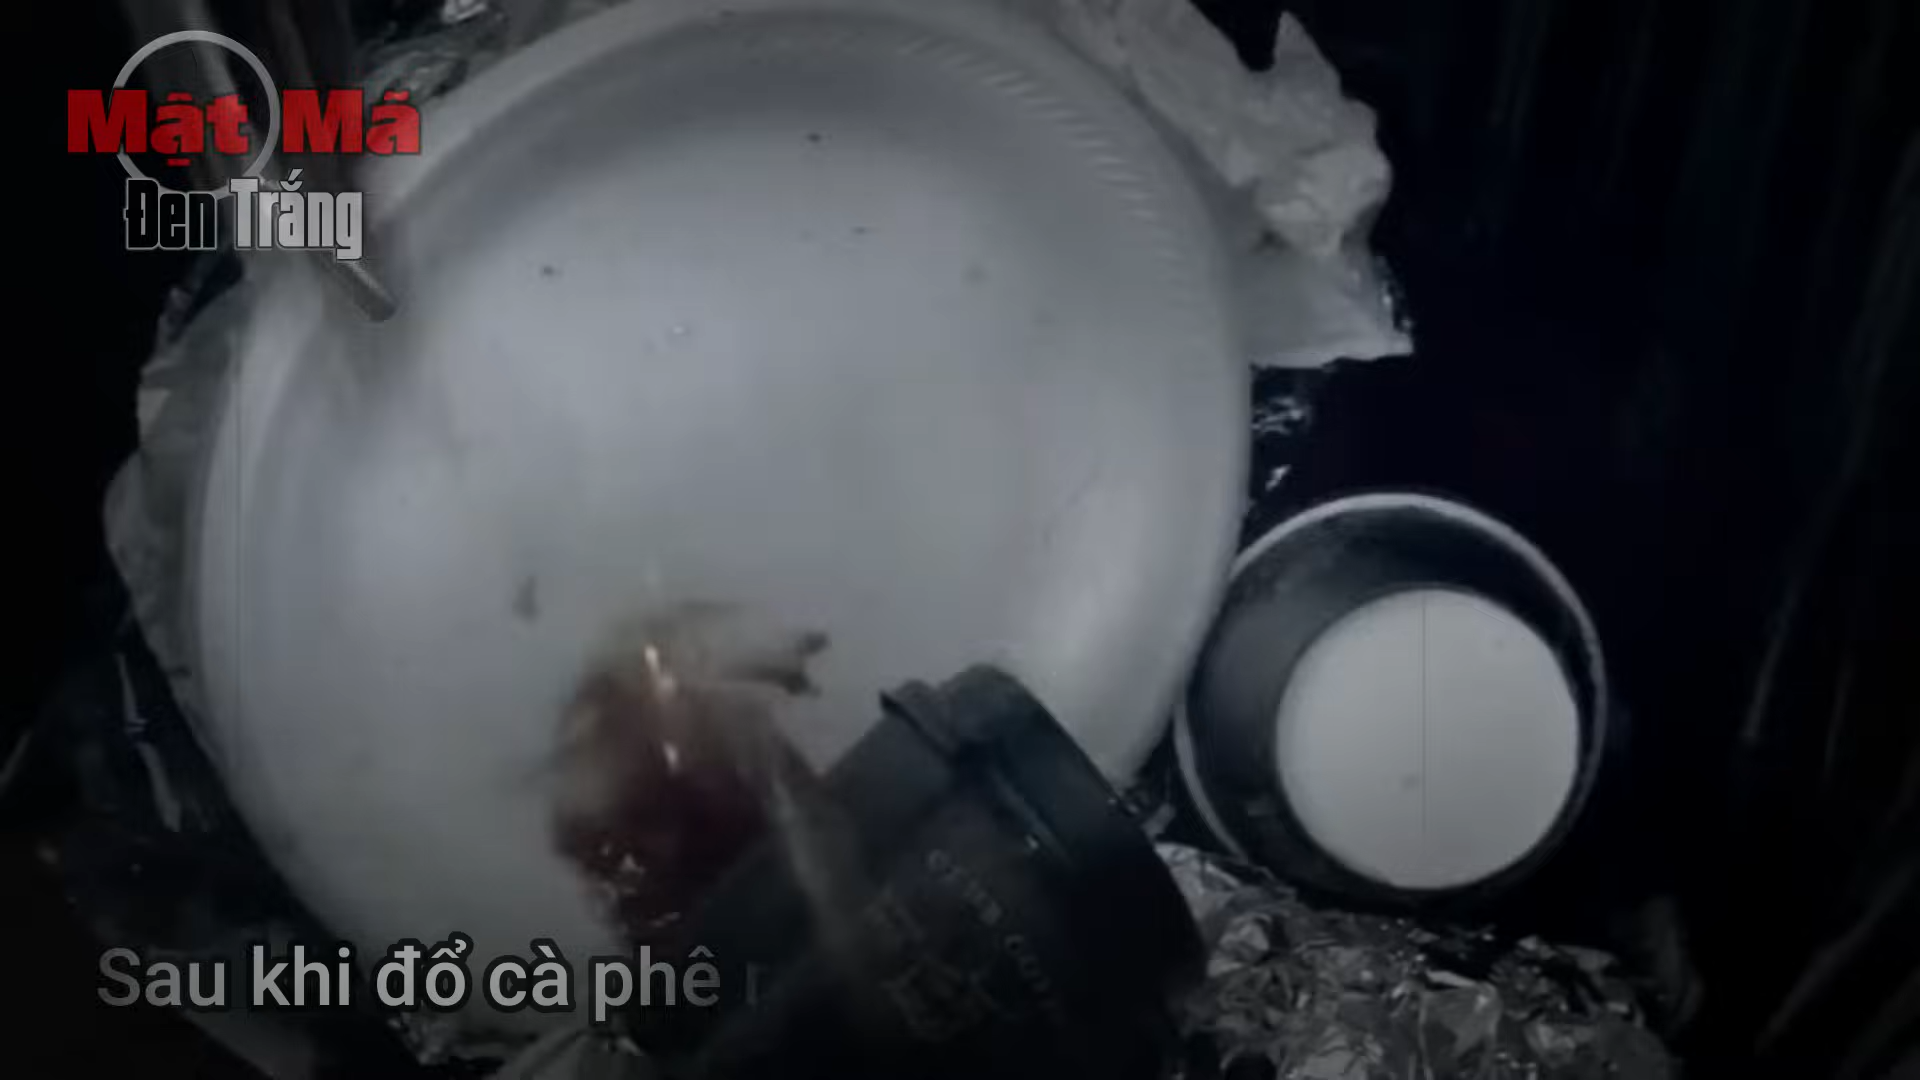 Mật Mã
Đen Trắng
Sau khi đổ cà phê